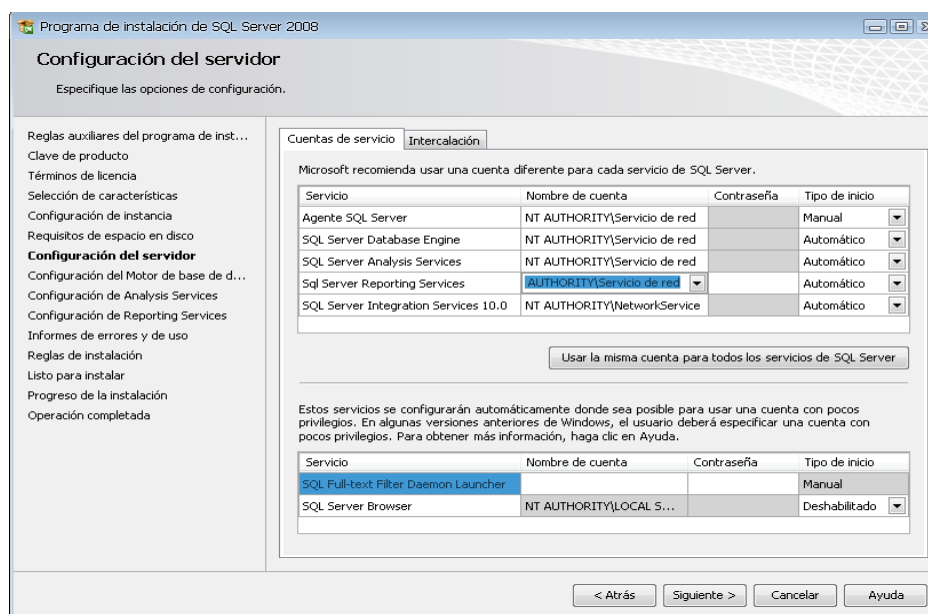 Programa de instalación de SQL Server 2008
Configuración del servidor
Especifique las opciones de configuración.
Reglas auxiliares del programa de inst...
Clave de producto
Términos de licencia
Selección de características
Configuración de instancia
Requisitos de espacio en disco
Configuración del servidor
Configuración del Motor de base de d...
Configuración de Analysis Services
Configuración de Reporting Services
Informes de errores y de uso
Reglas de instalación
Listo para instalar
Progreso de la instalación
Operación completada
Cuentas de servicio Intercalación
Microsoft recomienda usar una cuenta diferente para cada servicio de SQL Server.
Servicio Nombre de cuenta Contraseña Tipo de inicio
Agente SQL Server NT AUTHORITY\Servicio de red Manual
SQL Server Database Engine NT AUTHORITY\Servicio de red Automático
SQL Server Analysis Services NT AUTHORITY\Servicio de red Automático
Sql Server Reporting Services AUTHORITY\Servicio de red Automático
SQL Server Integration Services 10.0 NT AUTHORITY\NetworkService Automático
Usar la misma cuenta para todos los servicios de SQL Server
Estos servicios se configurarán automáticamente donde sea posible para usar una cuenta con pocos
privilegios. En algunas versiones anteriores de Windows, el usuario deberá especificar una cuenta con
pocos privilegios. Para obtener más información, haga clic en Ayuda.
Servicio Nombre de cuenta Contraseña Tipo de inicio
SQL Full-text Filter Daemon Launcher Manual
SQL Server Browser NT AUTHORITY\LOCAL S... Deshabilitado
< Atrás Siguiente > Cancelar Ayuda